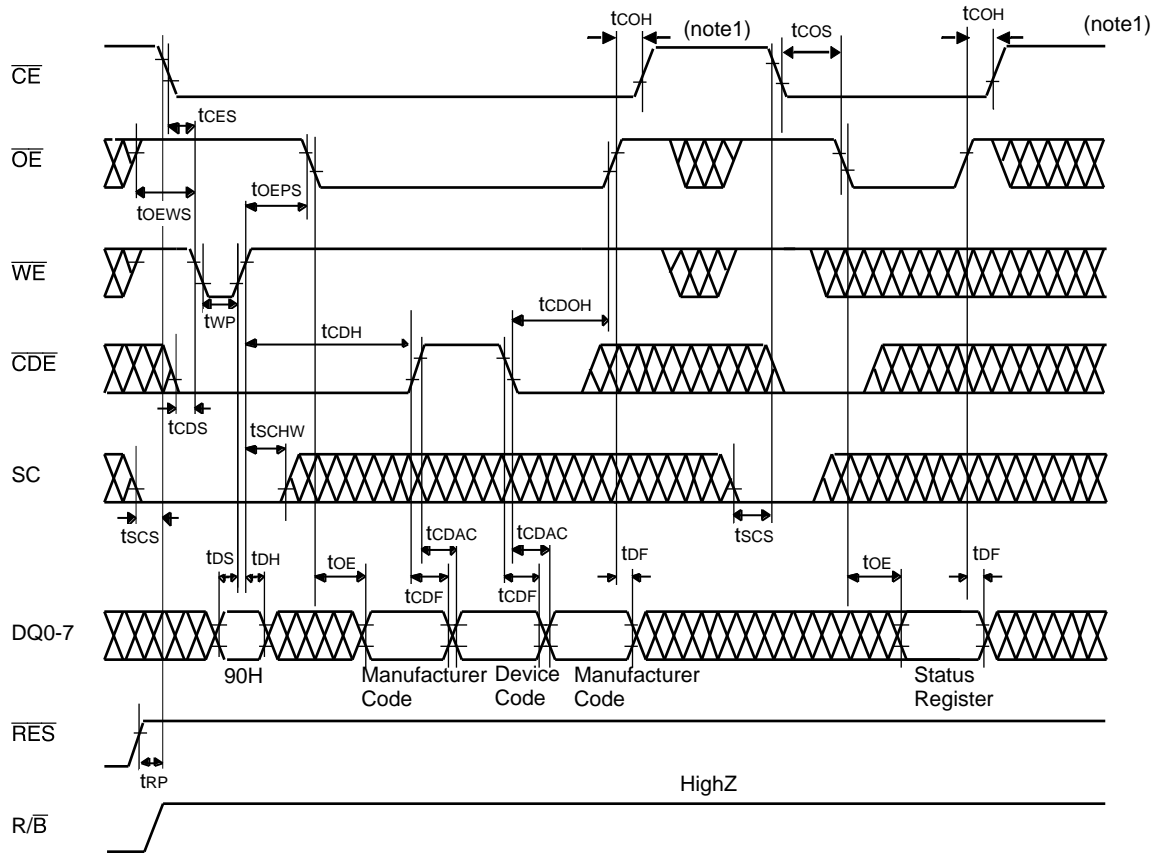 tCOH
(note1)
tCOS
tCOH
(note1)
CE
tCES
OE
tOEPS
tOEWS
WE
tWP
tCDH
tCDOH
CDE
tCDS
tSCHW
SC
tSCS
tCDAC
tCDAC
tSCS
tDS
tDH
tOE
tCDF
tCDF
tDF
tOE
tDF
DQ0-7
90H
Manufacturer
Code
Device
Code
Manufacturer
Code
Status
Register
RES
tRP
HighZ
R/B